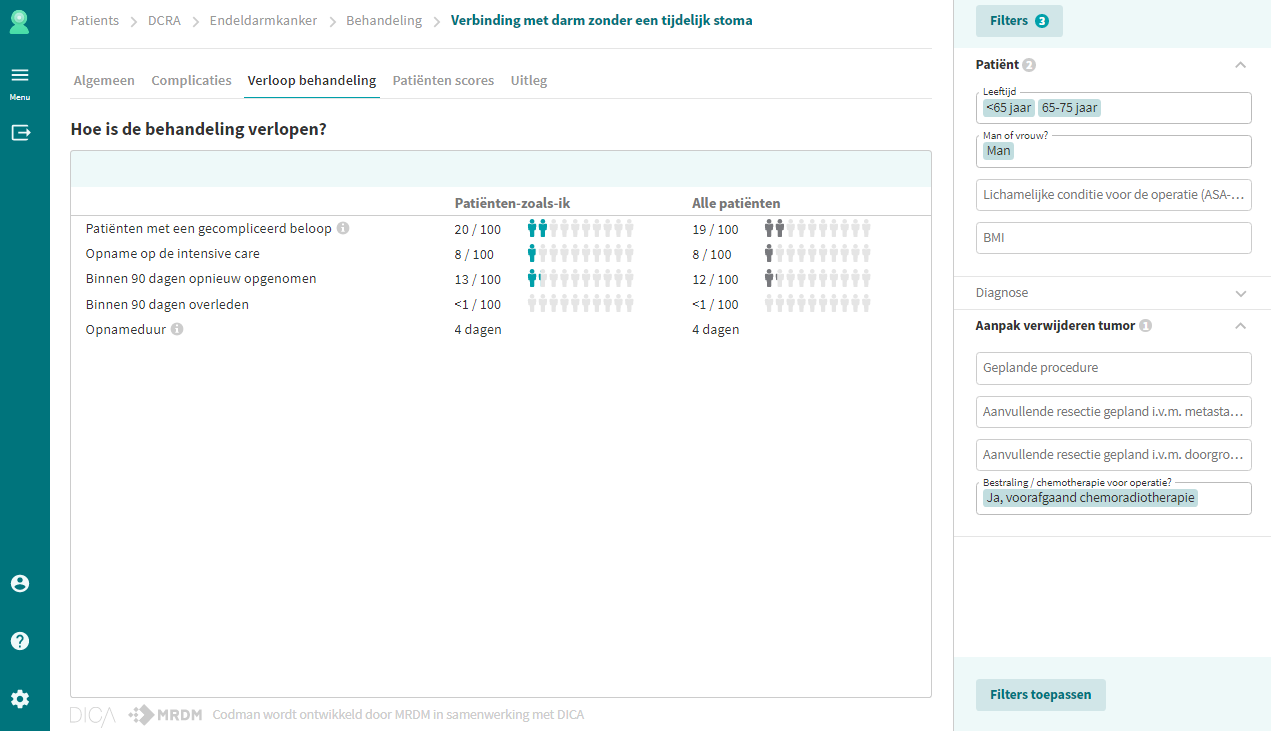 Patients > DCRA > Endeldarmkanker > Behandeling > Verbinding met darm zonder een tijdelijk stoma
Menu
Algemeen Complicaties Verloop behandeling Patiënten scores Uitleg
Hoe is de behandeling verlopen?
Patiënten-zoals-ik Alle patiënten
Patiënten met een gecompliceerd beloop i 20 / 100 19 / 100
Opname op de intensive care 8 / 100 8 / 100
Binnen 90 dagen opnieuw opgenomen 13 / 100 12 / 100
Binnen 90 dagen overleden <1 / 100 <1 / 100
Opnameduur i 4 dagen 4 dagen
?
DICA MRDM Codman wordt ontwikkeld door MRDM in samenwerking met DICA
Filters 3
Patiënt 2
Leeftijd
<65 jaar 65-75 jaar
Man of vrouw?
Man
Lichamelijke conditie voor de operatie (ASA-...
BMI
Diagnose
Aanpak verwijderen tumor 1
Geplande procedure
Aanvullende resectie gepland i.v.m. metasta...
Aanvullende resectie gepland i.v.m. doorgro...
Bestraling / chemotherapie voor operatie?
Ja, voorafgaand chemoradiotherapie
Filters toepassen